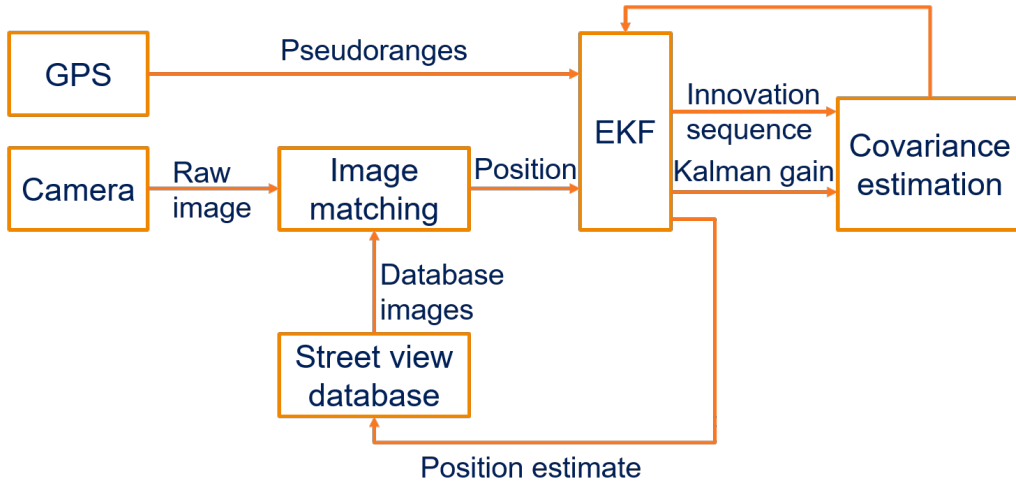 GPS
Pseudoranges
EKF
Innovation
sequence
Covariance
estimation
Camera
Raw
image
Image
matching
Position
Kalman gain
Database
images
Street view
database
Position estimate